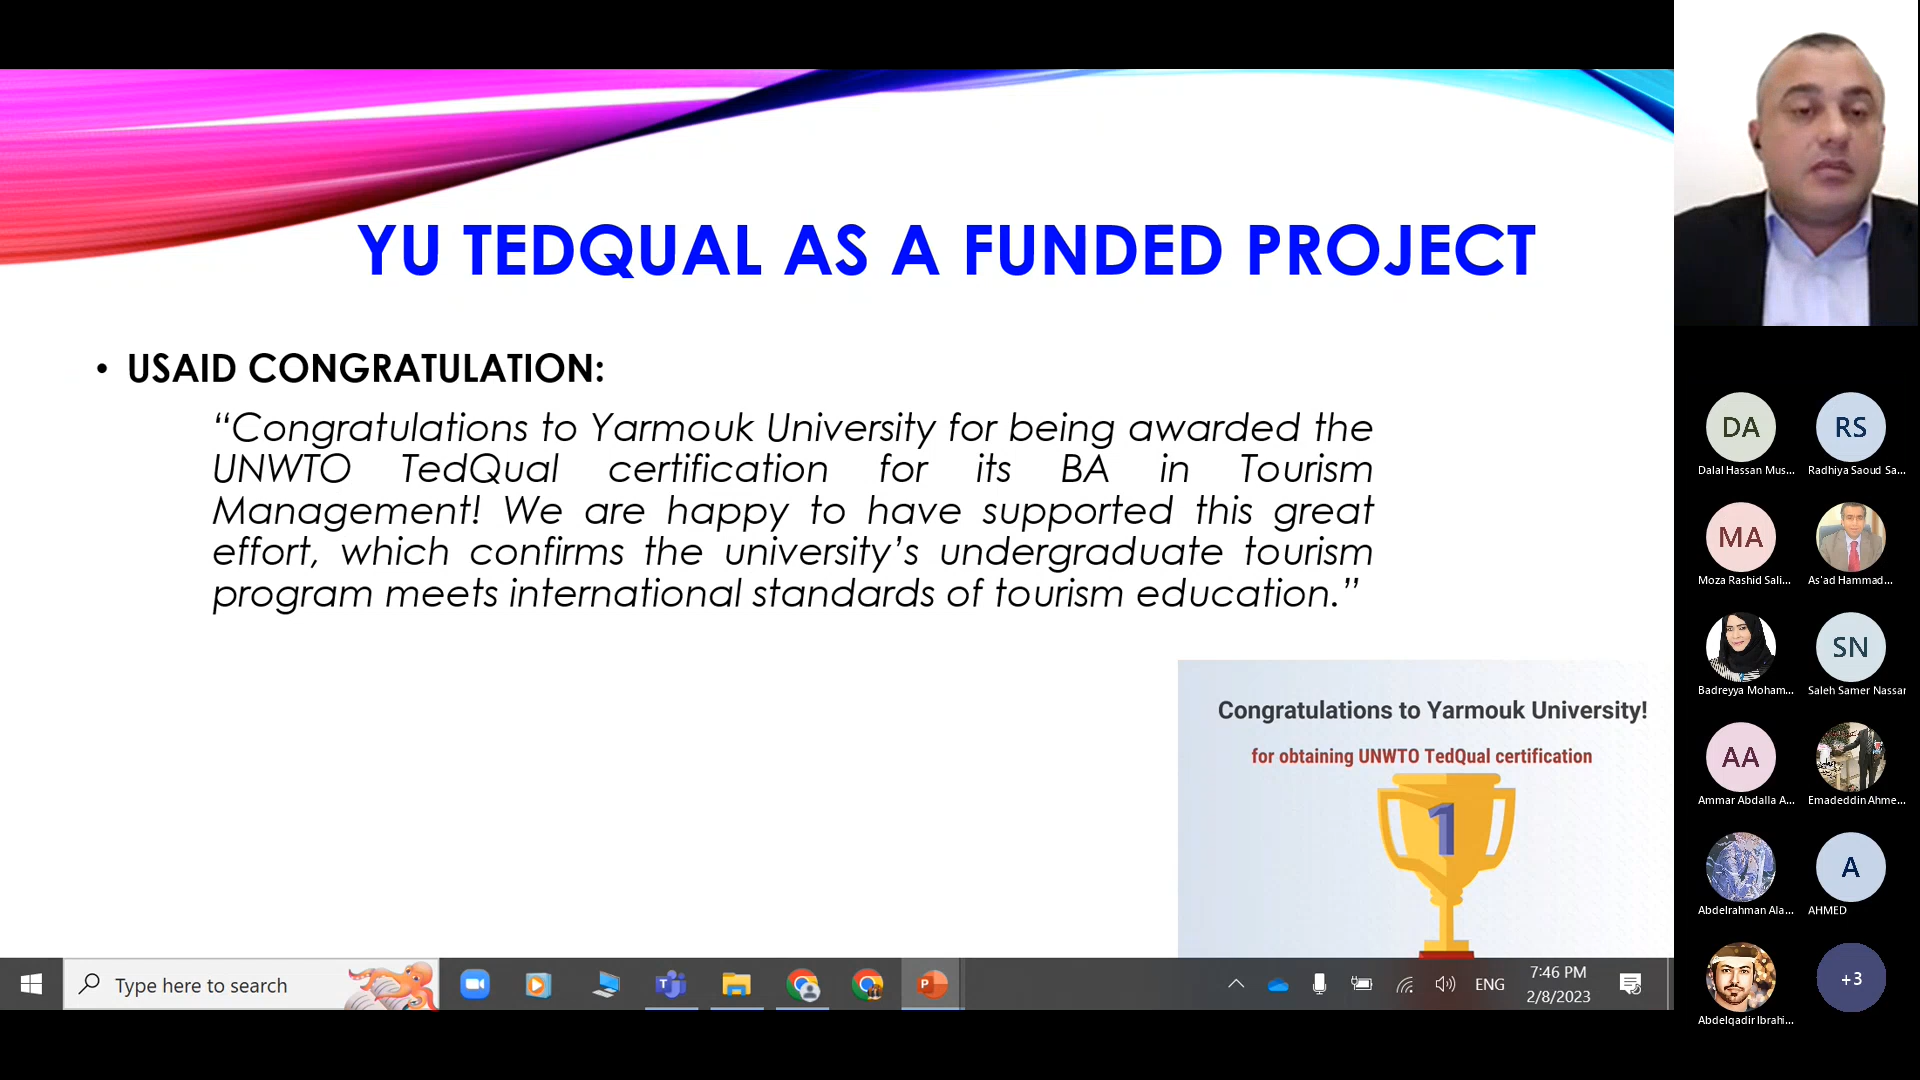 YU TEDQUAL AS A FUNDED PROJECT
• USAID CONGRATULATION:
“Congratulations to Yarmouk University for being awarded the
UNWTO TedQual certification for its BA in Tourism
Management! We are happy to have supported this great
effort, which confirms the university’s undergraduate tourism
program meets international standards of tourism education.”
Congratulations to Yarmouk University!
for obtaining UNWTO TedQual certification
1
Type here to search
ENG
7:46 PM
2/8/2023
DA
Dalal Hassan Mus...
RS
Radhiya Saoud Sa...
MA
Moza Rashid Sali...
As'ad Hammad...
Badreyya Moham...
SN
Saleh Samer Nassar
AA
Ammar Abdalla A...
Emadeddin Ahme...
Abdelrahman Ala...
A
AHMED
Abdelqadir Ibrahi...
+3